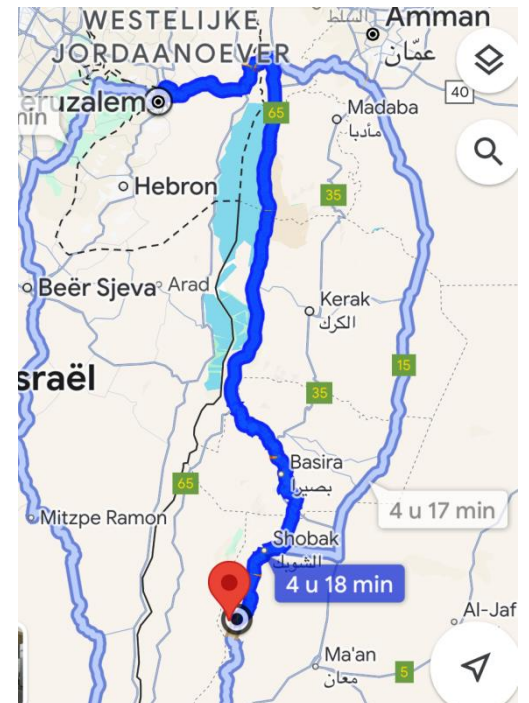 WESTELIJKE
JORDAANOEVER
Amman
عمّان
السلط
eruzalem
min
40
65
Madaba
مأدبا
Hebron
35
Beër Sjeva
Arad
Kerak
الكرك
sraël
15
35
65
Basira
بصيرا
Mitzpe Ramon
4 u 17 min
Shobak
الشوبك
4 u 18 min
Al-Jaf
Ma'an
معان
5